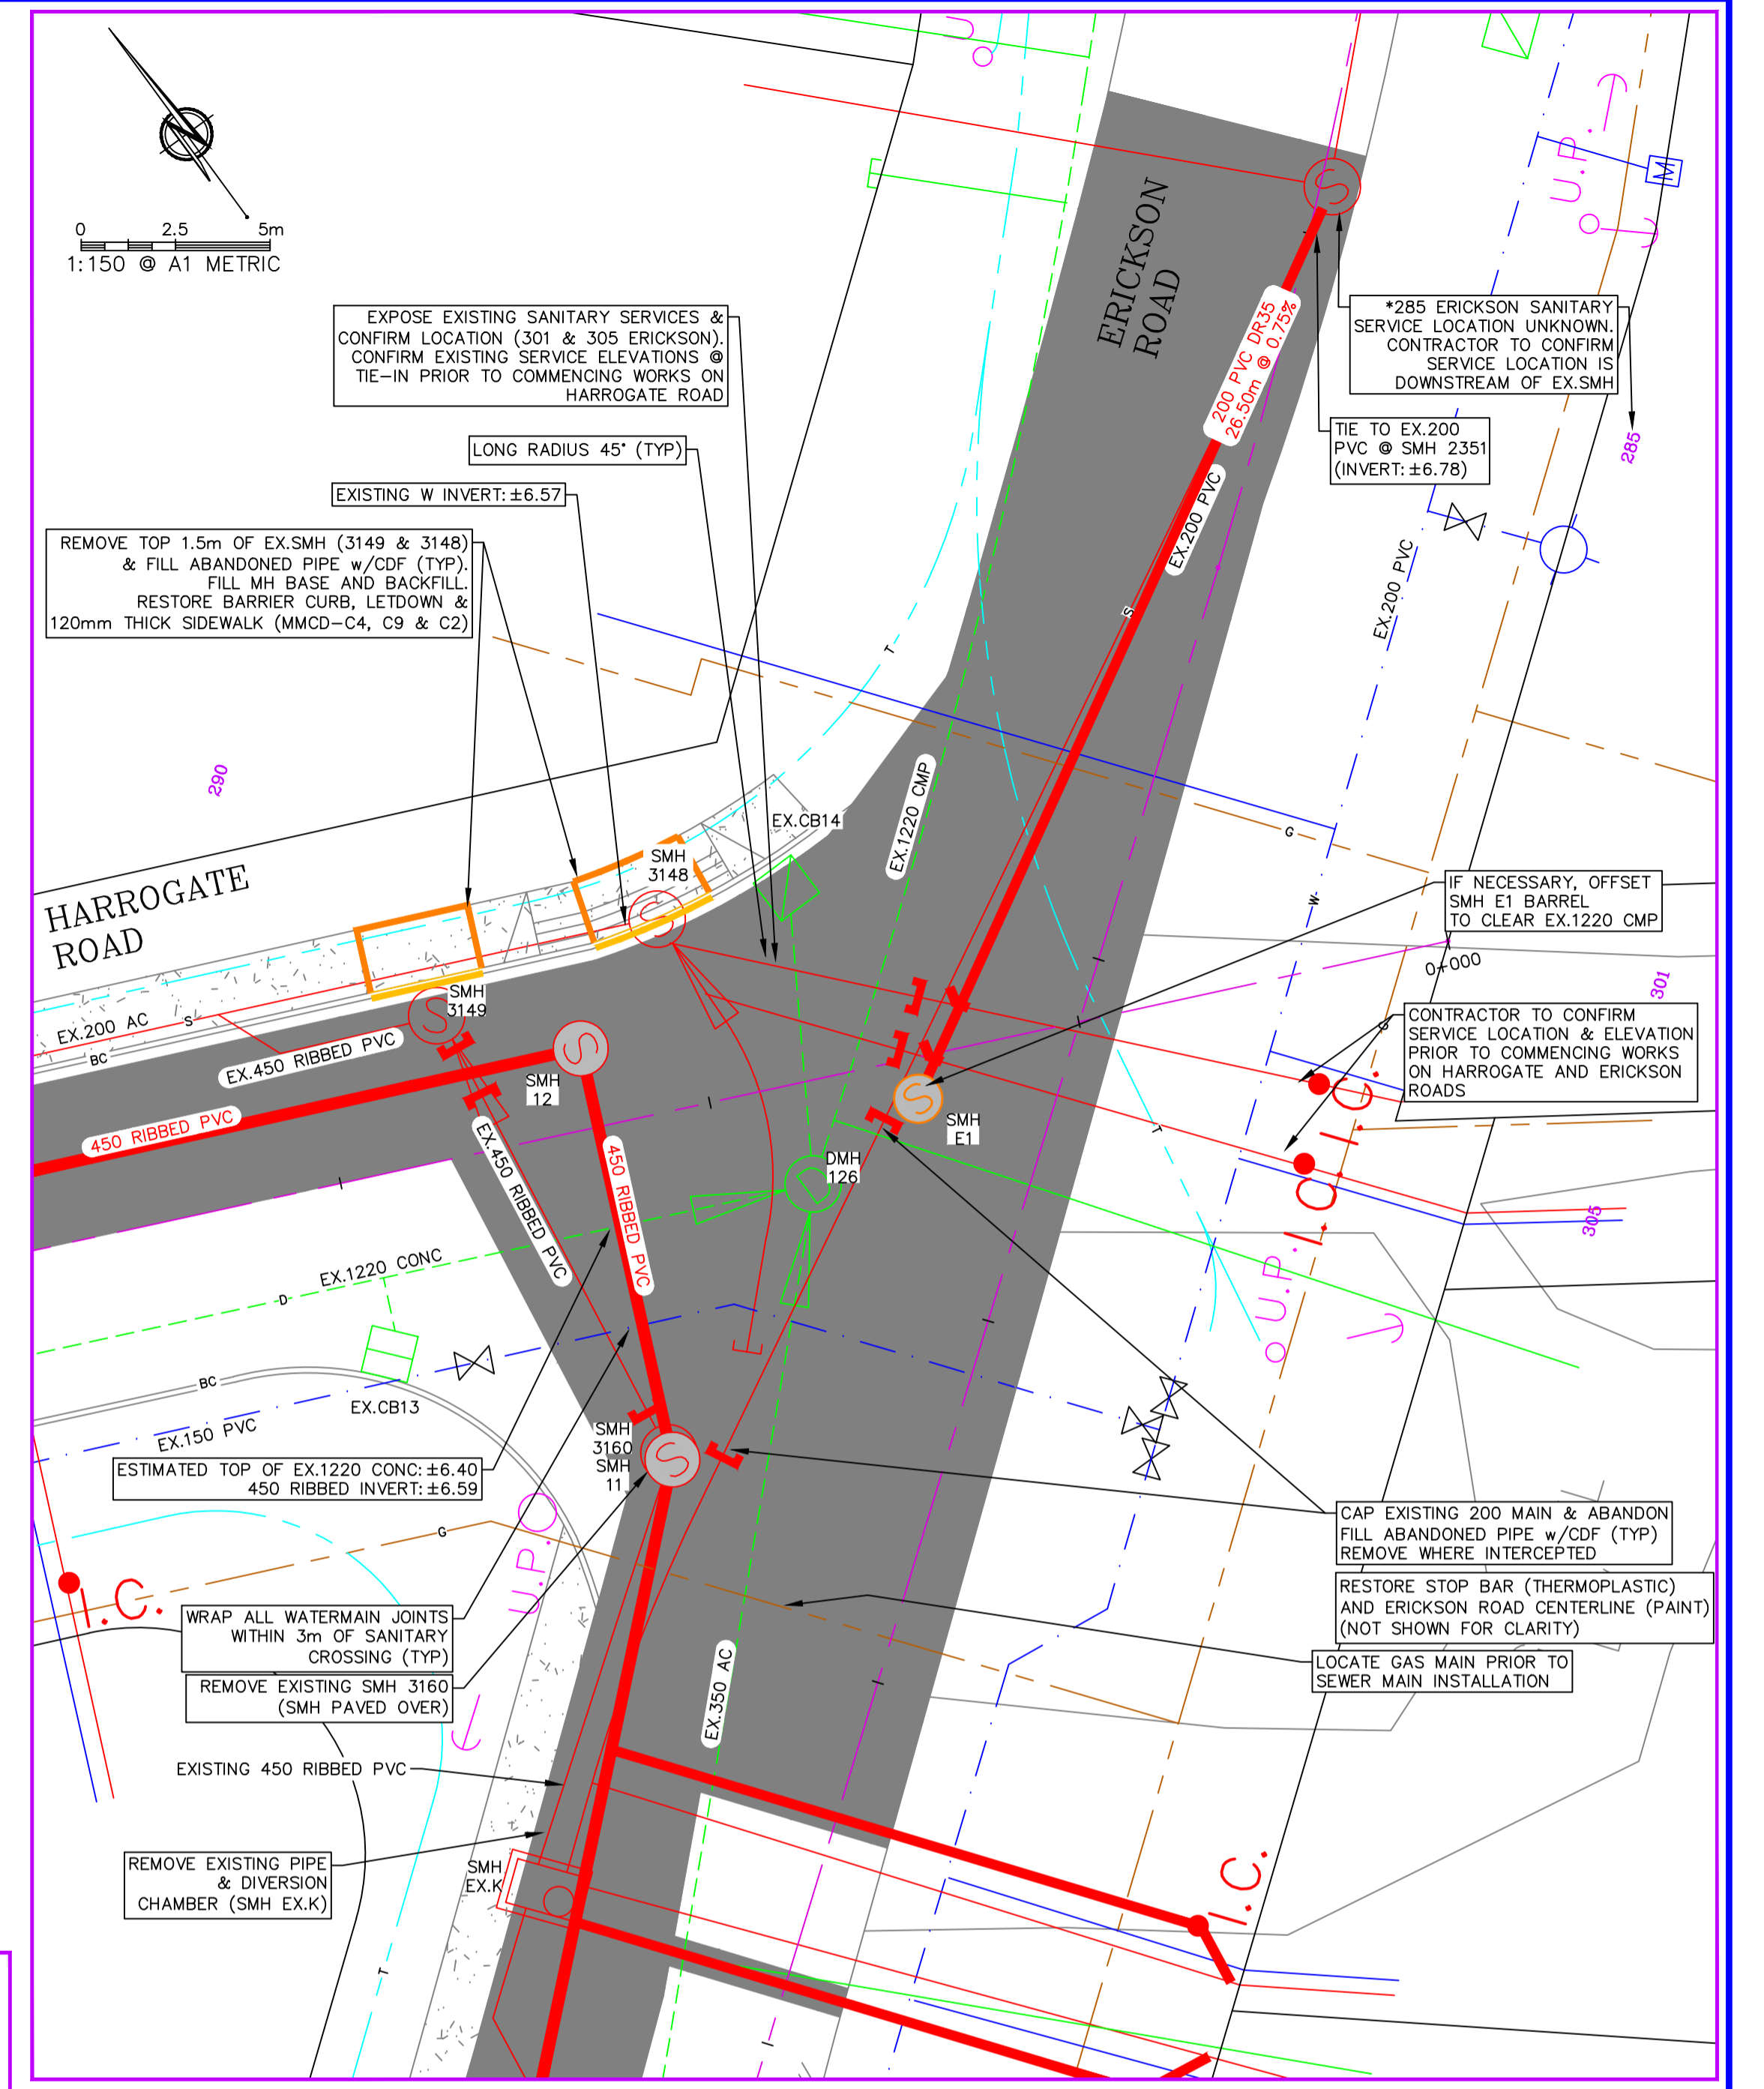 0 2.5 5m
1:150 @ A1 METRIC
U.
U.P.
M
S
ERICKSON
ROAD
200 PVC DR35
26.50m @ 0.75%
EXPOSE EXISTING SANITARY SERVICES &
CONFIRM LOCATION (301 & 305 ERICKSON).
CONFIRM EXISTING SERVICE ELEVATIONS @
TIE-IN PRIOR TO COMMENCING WORKS ON
HARROGATE ROAD
*285 ERICKSON SANITARY
SERVICE LOCATION UNKNOWN.
CONTRACTOR TO CONFIRM
SERVICE LOCATION IS
DOWNSTREAM OF EX.SMH
TIE TO EX.200
PVC @ SMH 2351
(INVERT:±6.78)
285
LONG RADIUS 45° (TYP)
EXISTING W INVERT:±6.57
REMOVE TOP 1.5m OF EX.SMH (3149 & 3148)
& FILL ABANDONED PIPE w/CDF (TYP).
FILL MH BASE AND BACKFILL.
RESTORE BARRIER CURB, LETDOWN &
120mm THICK SIDEWALK (MMCD-C4, C9 & C2)
EX.200 PVC
EX.200 PVC
S
T
290
EX.1220 CMP
EX.CB14
G
SMH
3148
S
HARROGATE
ROAD
IF NECESSARY, OFFSET
SMH E1 BARREL
TO CLEAR EX.1220 CMP
W
0+000
301
SMH
3149
S
EX.200 AC
S
BC
EX.450 RIBBED PVC
CONTRACTOR TO CONFIRM
SERVICE LOCATION & ELEVATION
PRIOR TO COMMENCING WORKS
ON HARROGATE AND ERICKSON
ROADS
G
S
SMH
12
S
SMH
E1
I.C.
I.C.
T
450 RIBBED PVC
EX.450 RIBBED PVC
450 RIBBED PVC
DMH
126
D
305
U.P.
EX.1220 CONC
D
BC
EX.CB13
EX.150 PVC
SMH
3160
SMH
11
S
ESTIMATED TOP OF EX.1220 CONC:±6.40
450 RIBBED INVERT:±6.59
G
U.P.
I.C.
CAP EXISTING 200 MAIN & ABANDON
FILL ABANDONED PIPE w/CDF (TYP)
REMOVE WHERE INTERCEPTED
RESTORE STOP BAR (THERMOPLASTIC)
AND ERICKSON ROAD CENTERLINE (PAINT)
(NOT SHOWN FOR CLARITY)
WRAP ALL WATERMAIN JOINTS
WITHIN 3m OF SANITARY
CROSSING (TYP)
LOCATE GAS MAIN PRIOR TO
SEWER MAIN INSTALLATION
REMOVE EXISTING SMH 3160
(SMH PAVED OVER)
EX.350 AC
EXISTING 450 RIBBED PVC
REMOVE EXISTING PIPE
& DIVERSION
CHAMBER (SMH EX.K)
SMH
EX.K
I.C.
T